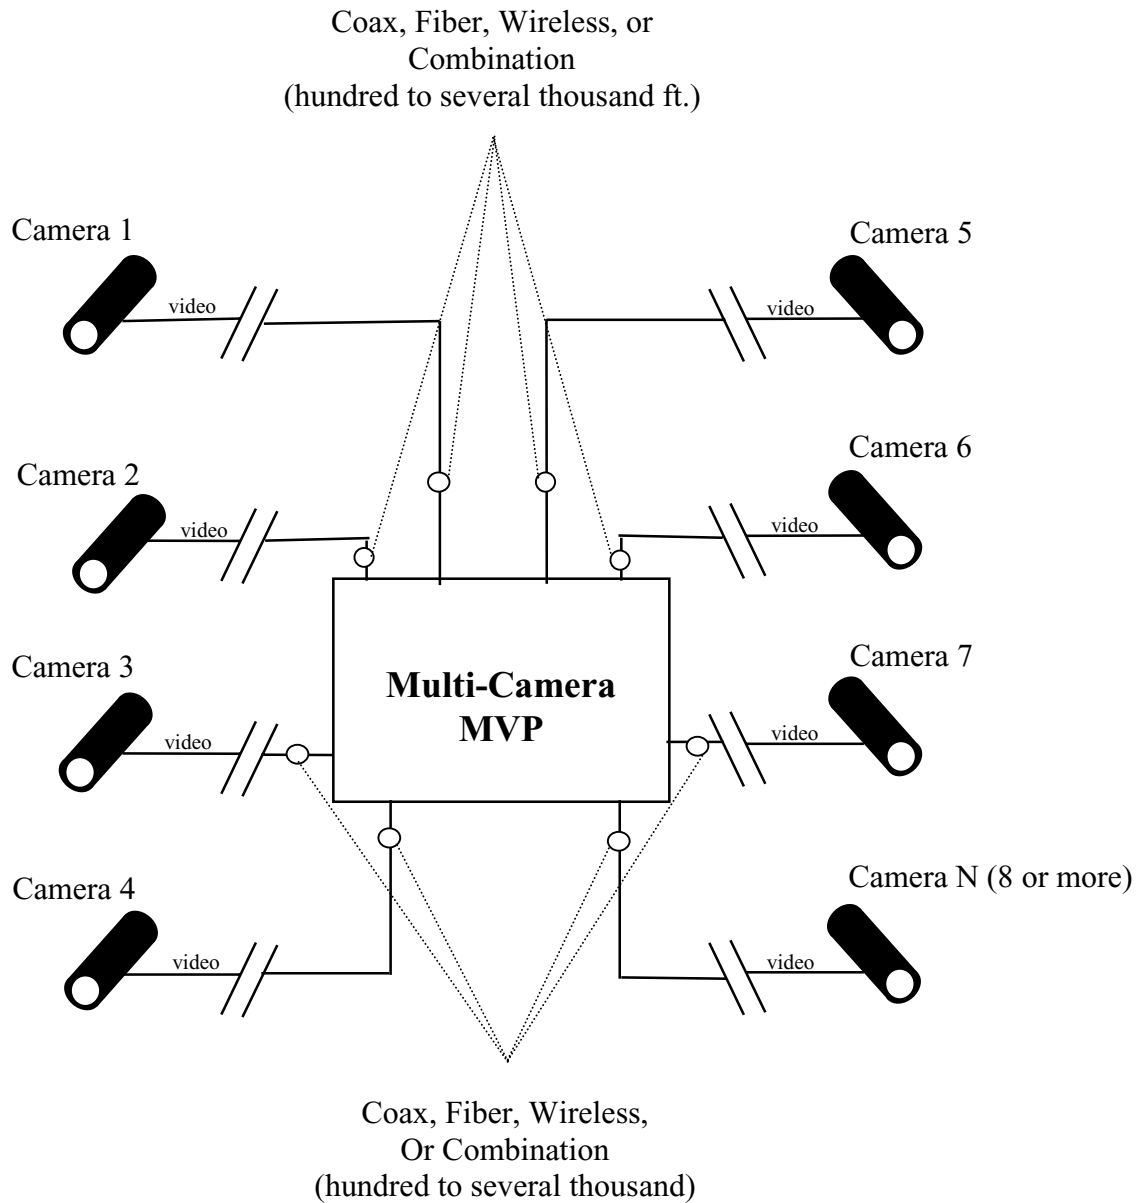 Coax, Fiber, Wireless, or
Combination
(hundred to several thousand ft.)
Camera 1
Camera 5
video
video
Camera 2
Camera 6
video
video
Camera 3
Camera 7
Multi-Camera
MVP
video
video
Camera 4
Camera N (8 or more)
video
video
Coax, Fiber, Wireless,
Or Combination
(hundred to several thousand)